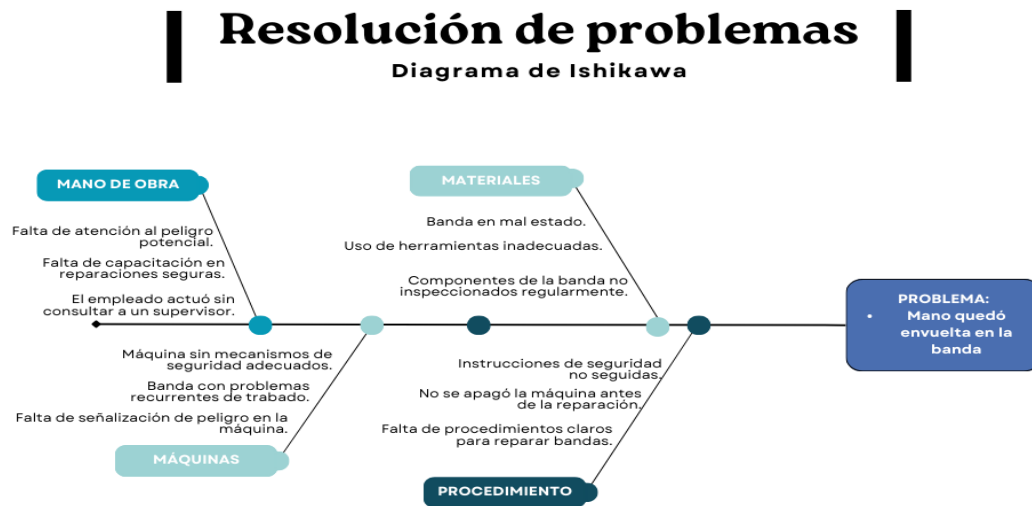 Resolución de problemas
Diagrama de Ishikawa
MANO DE OBRA
Falta de atención al peligro
potencial.
Falta de capacitación en
reparaciones seguras.
El empleado actuó sin
consultar a un supervisor.
MATERIALES
Banda en mal estado.
Uso de herramientas inadecuadas.
Componentes de la banda no
inspeccionados regularmente.
PROBLEMA:
• Mano quedó
envuelta en la
banda
Máquina sin mecanismos de
seguridad adecuados.
Banda con problemas
recurrentes de trabado.
Falta de señalización de peligro en la
máquina.
MÁQUINAS
Instrucciones de seguridad
no seguidas.
No se apagó la máquina antes
de la reparación.
Falta de procedimientos claros
para reparar bandas.
PROCEDIMIENTO